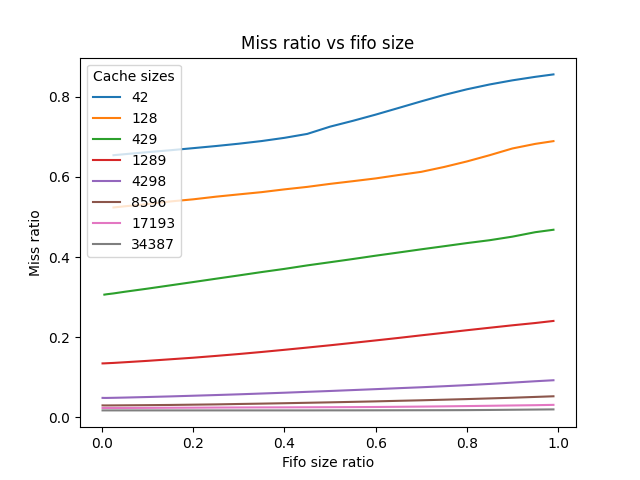 Miss ratio vs fifo size
Cache sizes
42
128
429
1289
4298
8596
17193
34387
Miss ratio
0.8
0.6
0.4
0.2
0.0
0.0 0.2 0.4 0.6 0.8 1.0
Fifo size ratio